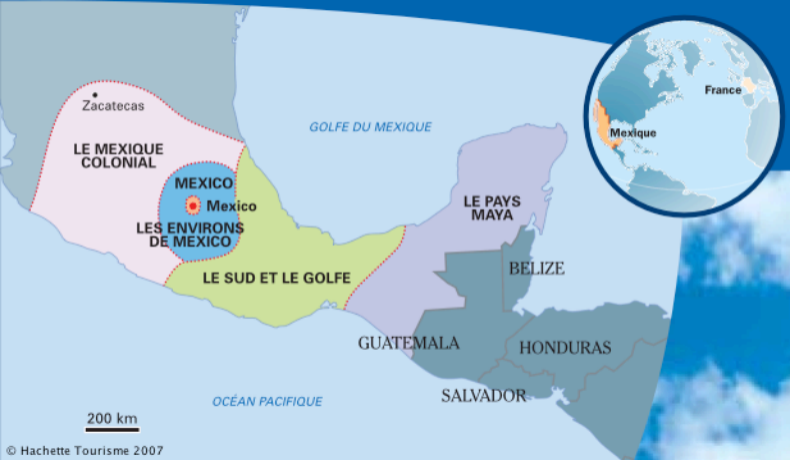 Zacatecas
LE MEXIQUE
COLONIAL
GOLFE DU MEXIQUE
France
Mexique
MEXICO
Mexico
LES ENVIRONS
DE MEXICO
LE PAYS
MAYA
LE SUD ET LE GOLFE
BELIZE
GUATEMALA
HONDURAS
SALVADOR
OCÉAN PACIFIQUE
200 km
© Hachette Tourisme 2007